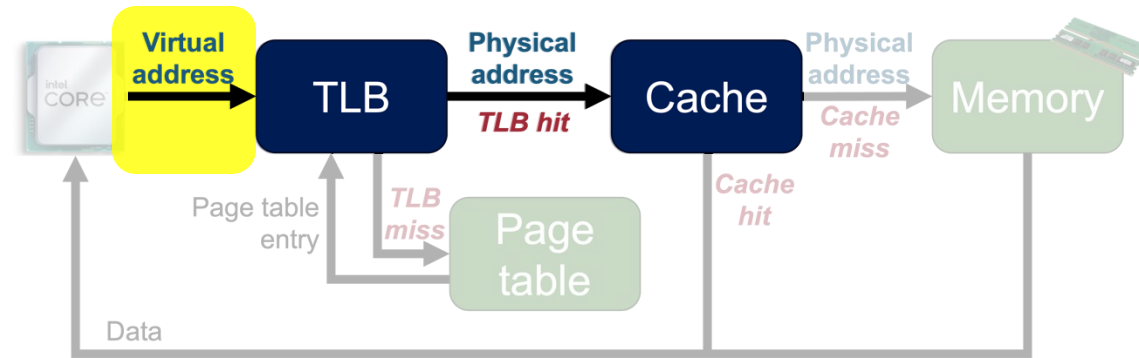 intel
CORE
Virtual
address
TLB
Physical
address
TLB hit
Cache
Physical
address
Cache
miss
Memory
Page table
entry
TLB
miss
Page
table
Cache
hit
Data